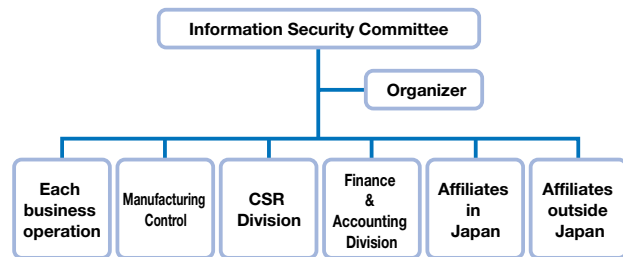 Information Security Committee
Organizer
Each
business
operation
Manufacturing
Control
CSR
Division
Finance
&
Accounting
Division
Affiliates
in
Japan
Affiliates
outside
Japan